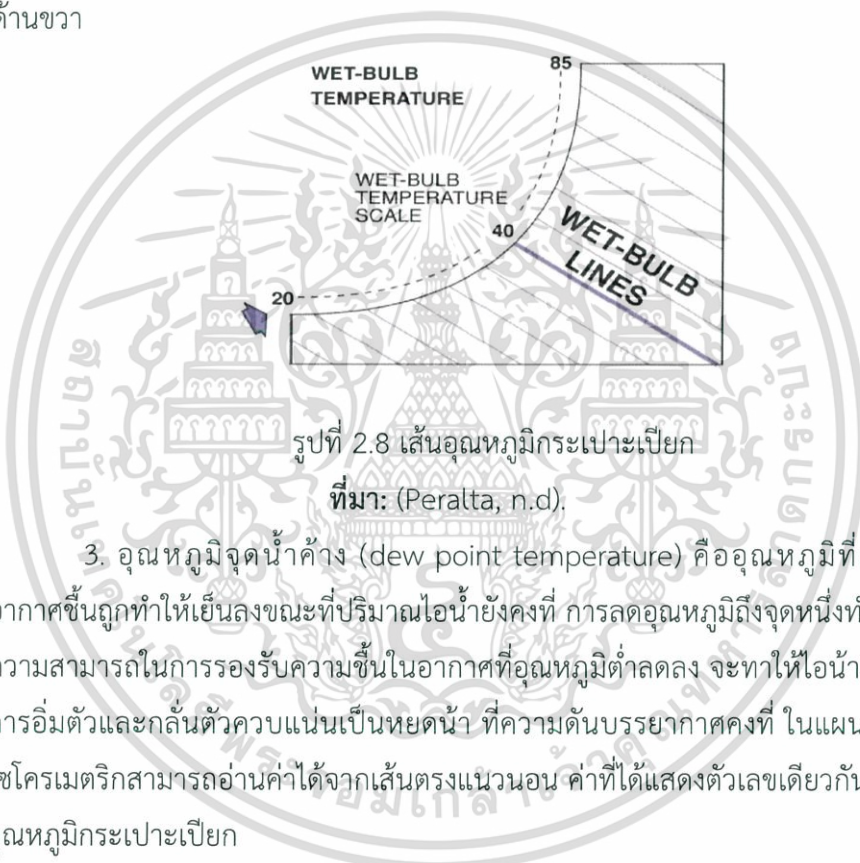 ด้านขวา
WET-BULB
TEMPERATURE
85
WET-BULB
TEMPERATURE
SCALE
40
WET-BULB
LINES
20
รูปที่ 2.8 เส้นอุณหภูมิกระเปาะเปียก
ที่มา: (Peralta, n.d).
3. อุณหภูมิจุดน้ำค้าง (dew point temperature) คืออุณหภูมิที่
อากาศชื้นถูกทำให้เย็นลงขณะที่ปริมาณไอน้ำยังคงที่ การลดอุณหภูมิถึงจุดหนึ่งทำ
ความสามารถในการรองรับความชื้นในอากาศที่อุณหภูมิต่ำลดลง จะทาให้ไอน้า
การอิ่มตัวและกลั่นตัวควบแน่นเป็นหยดน้า ที่ความดันบรรยากาศคงที่ ในแผน
ไซโครเมตริกสามารถอ่านค่าได้จากเส้นตรงแนวนอน ค่าที่ได้แสดงตัวเลขเดียวกัน
อุณหภูมิกระเปาะเปียก